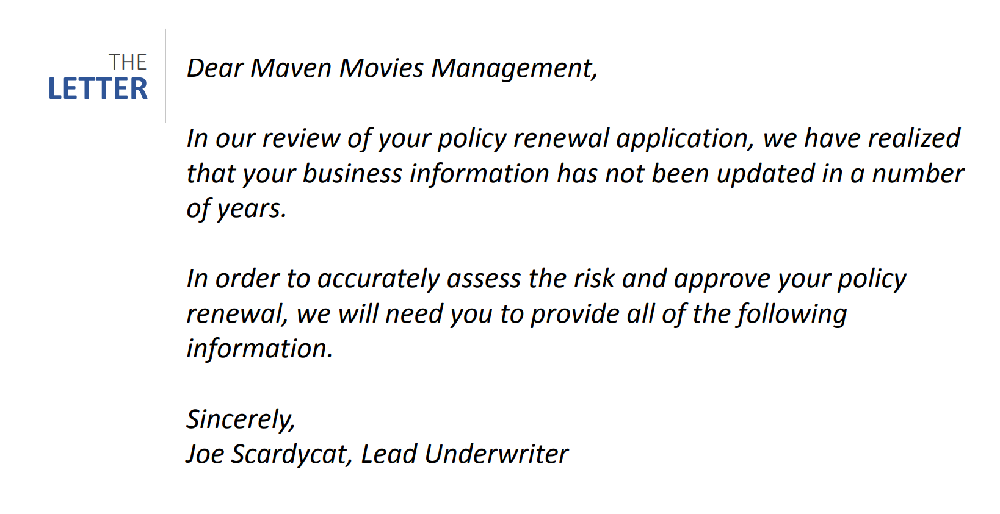 THE
LETTER
Dear Maven Movies Management,
In our review of your policy renewal application, we have realized
that your business information has not been updated in a number
of years.
In order to accurately assess the risk and approve your policy
renewal, we will need you to provide all of the following
information.
Sincerely,
Joe Scardycat, Lead Underwriter